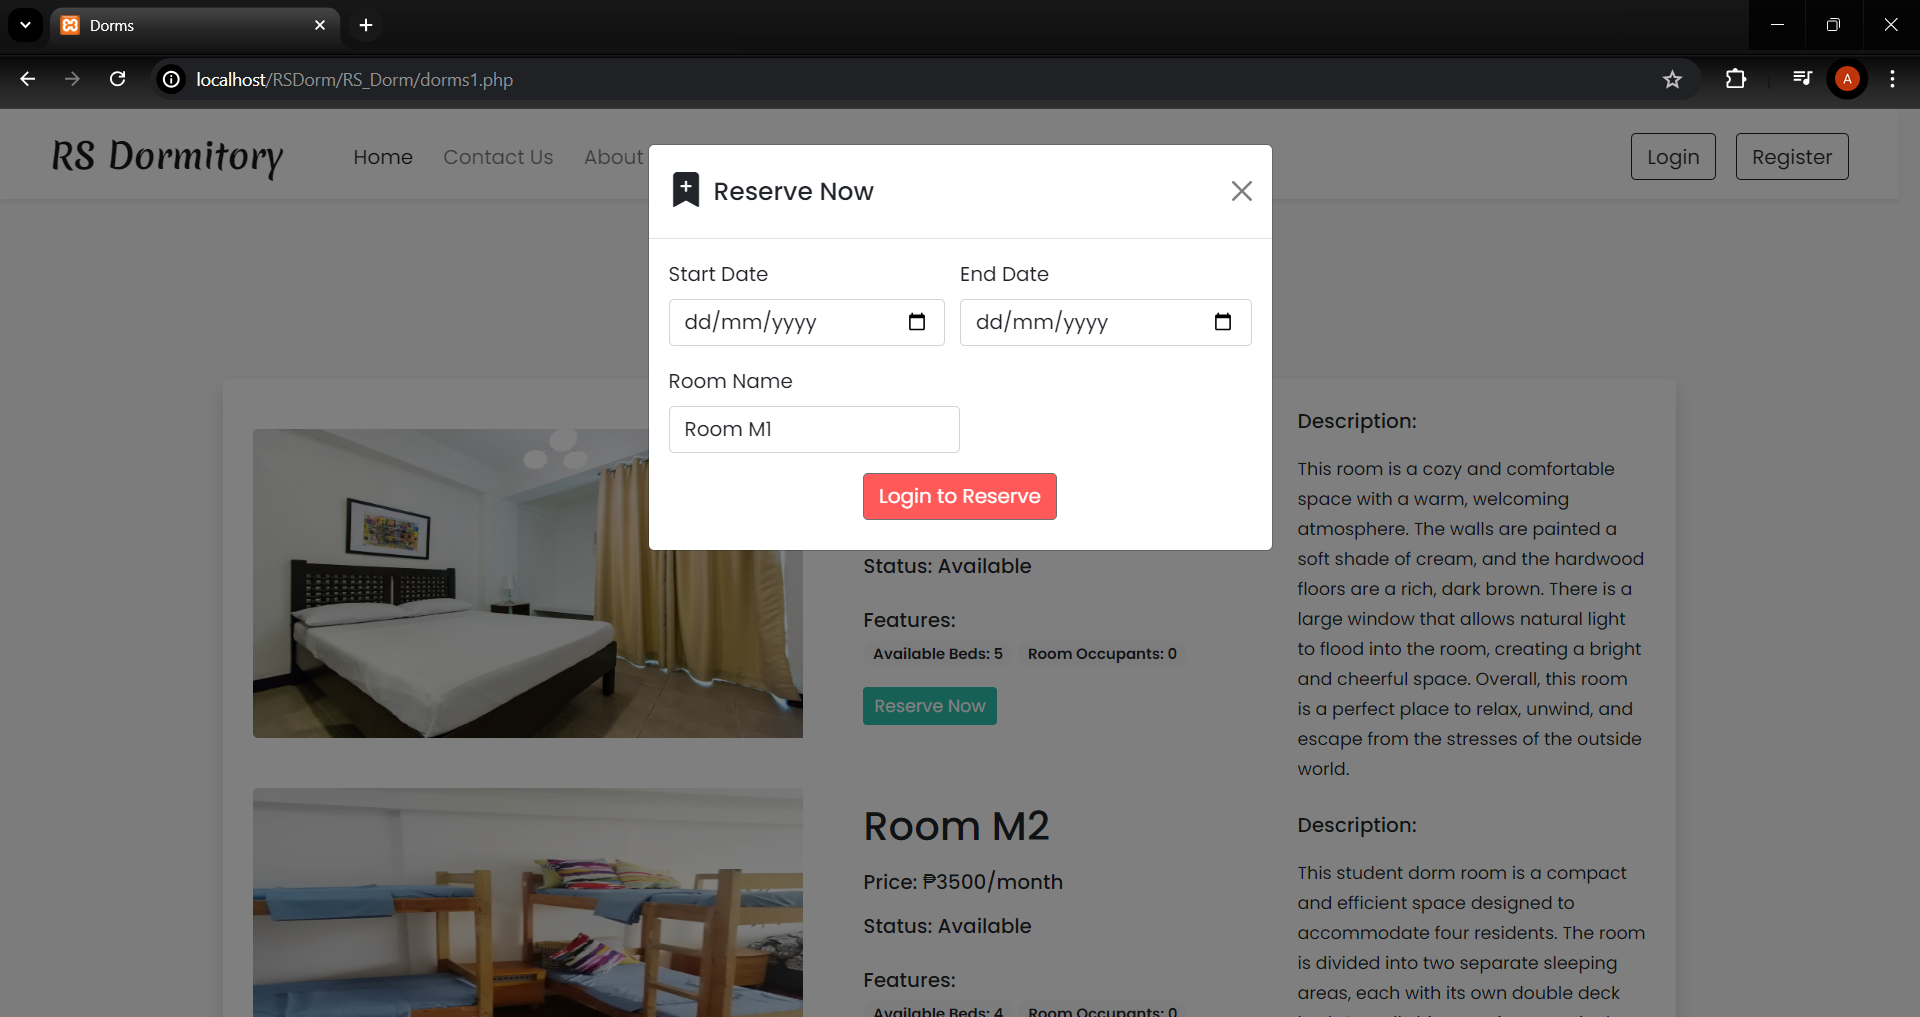 Dorms
localhost/RSDorm/RS_Dorm/dorms1.php
A
RS Dormitory
Home
Contact Us
About
Login
Register
Reserve Now
Start Date
End Date
dd/mm/yyyy
dd/mm/yyyy
Room Name
Room M1
Login to Reserve
Status: Available
Features:
Available Beds: 5
Room Occupants: 0
Reserve Now
Description:
This room is a cozy and comfortable
space with a warm, welcoming
atmosphere. The walls are painted a
soft shade of cream, and the hardwood
floors are a rich, dark brown. There is a
large window that allows natural light
to flood into the room, creating a bright
and cheerful space. Overall, this room
is a perfect place to relax, unwind, and
escape from the stresses of the outside
world.
Room M2
Price: ₱3500/month
Status: Available
Features:
Available Beds: 4
Room Occupants: 0
Description:
This student dorm room is a compact
and efficient space designed to
accommodate four residents. The room
is divided into two separate sleeping
areas, each with its own double deck